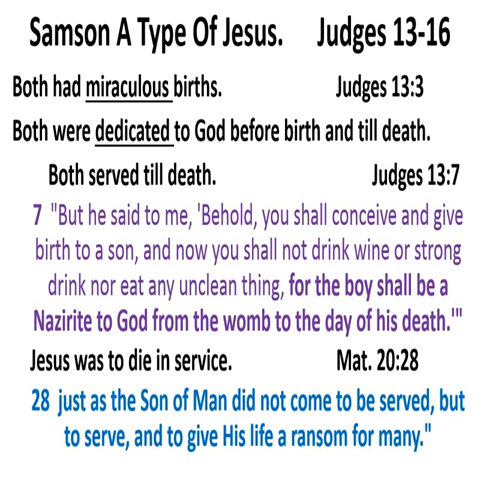 Samson A Type Of Jesus. Judges 13-16
Both had miraculous births. Judges 13:3
Both were dedicated to God before birth and till death.
Both served till death. Judges 13:7
7 "But he said to me, 'Behold, you shall conceive and give
birth to a son, and now you shall not drink wine or strong
drink nor eat any unclean thing, for the boy shall be a
Nazirite to God from the womb to the day of his death.'"
Jesus was to die in service. Mat. 20:28
28 just as the Son of Man did not come to be served, but
to serve, and to give His life a ransom for many."